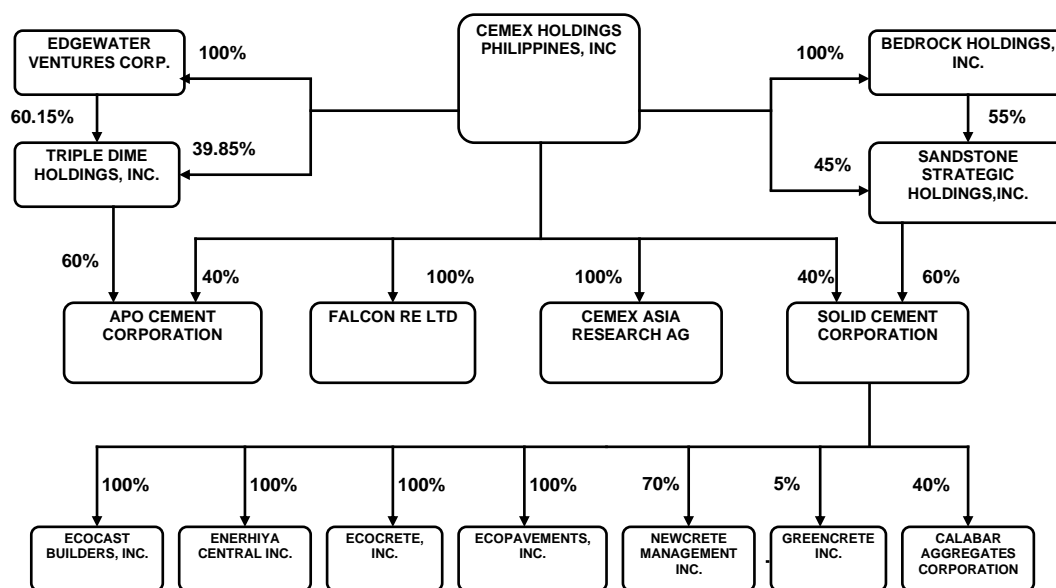 CEMEX HOLDINGS
PHILIPPINES, INC
EDGEWATER
VENTURES CORP.
100%
100%
BEDROCK HOLDINGS,
INC.
60.15%
55%
39.85%
TRIPLE DIME
HOLDINGS, INC.
45%
SANDSTONE
STRATEGIC
HOLDINGS,INC.
60%
40%
100%
100%
40%
60%
APO CEMENT
CORPORATION
FALCON RE LTD
CEMEX ASIA
RESEARCH AG
SOLID CEMENT
CORPORATION
100%
100%
100%
100%
70%
5%
40%
ECOCAST
BUILDERS, INC.
ENERHIYA
CENTRAL INC.
ECOCRETE,
INC.
ECOPAVEMENTS,
INC.
NEWCRETE
MANAGEMENT
INC.
GREENCRETE
INC.
CALABAR
AGGREGATES
CORPORATION